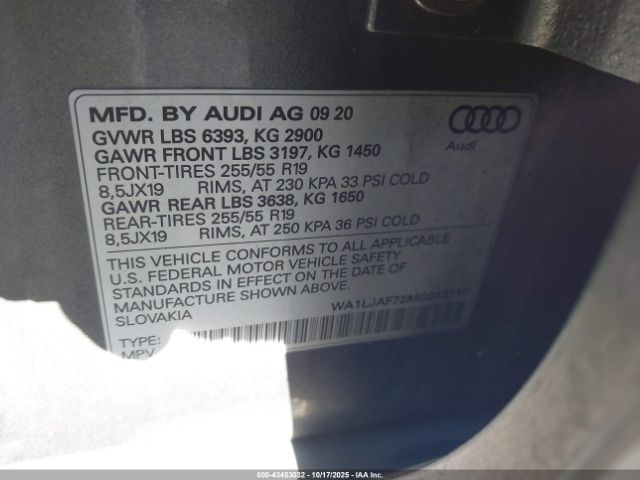 MFD. BY AUDI AG 09 20
GVWR LBS 6393, KG 2900
GAWR FRONT LBS 3197, KG 1450
FRONT-TIRES 255/55 R19
8,5JX19 RIMS, AT 230 KPA 33 PSI COLD
GAWR REAR LBS 3638, KG 1650
REAR-TIRES 255/55 R19
8,5JX19 RIMS, AT 250 KPA 36 PSI COLD
Audi
THIS VEHICLE CONFORMS TO ALL APPLICABLE
U.S. FEDERAL MOTOR VEHICLE SAFETY
STANDARDS IN EFFECT ON THE DATE OF
MANUFACTURE SHOWN ABOVE.
SLOVAKIA
TYPE:
MPV
000-43453032 - 10/17/2025 - IAAI.COM